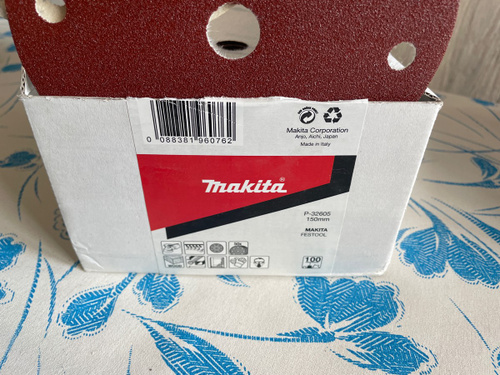 0 088381 960762
Makita Corporation
Anjo, Aichi, Japan
Made in Italy
makita®
P-32605
150mm
MAKITA
FESTOOL
100